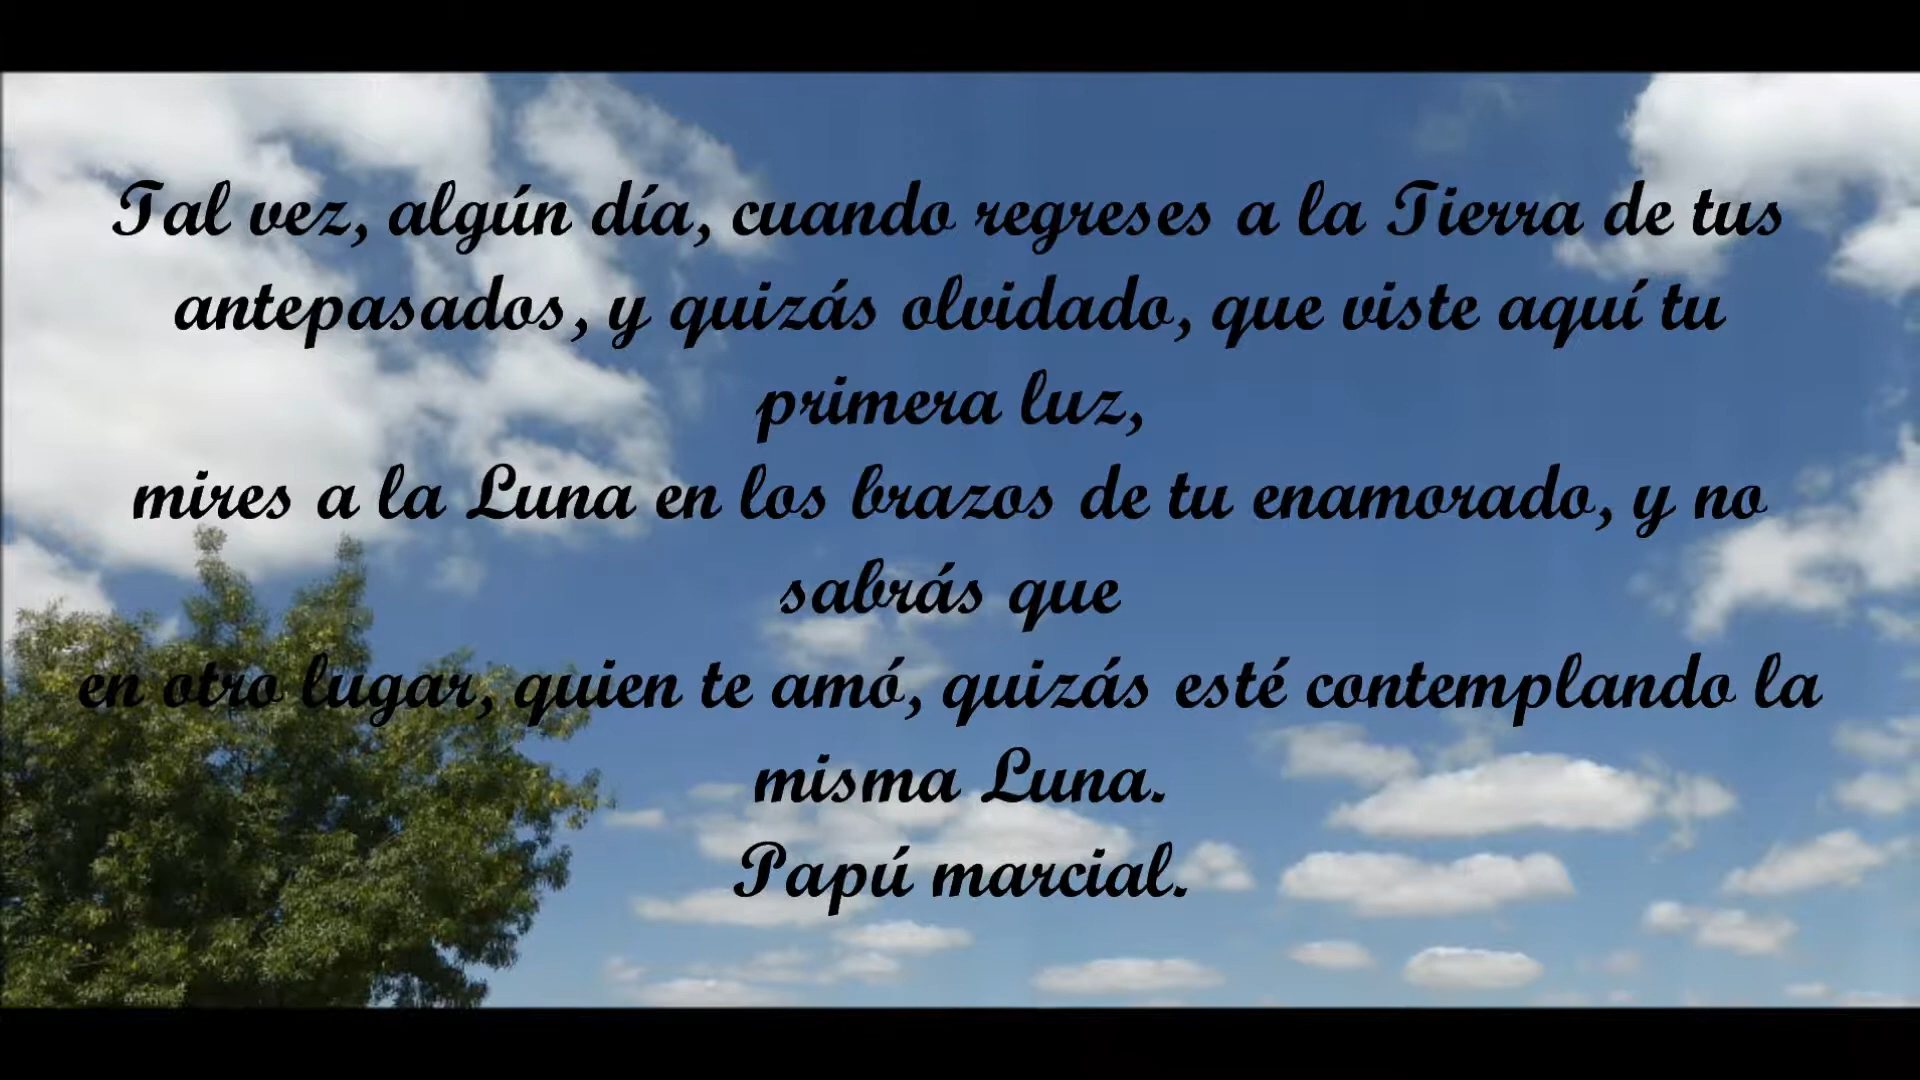 Tal vez, algún día, cuando regreses a la Tierra de tus
antepasados, y quizás olvidado, que viste aquí tu
primera luz,
mires a la Luna en los brazos de tu enamorado, y no
sabrás que
en otro lugar, quien te amó, quizás esté contemplando la
misma Luna.
Papú marcial.